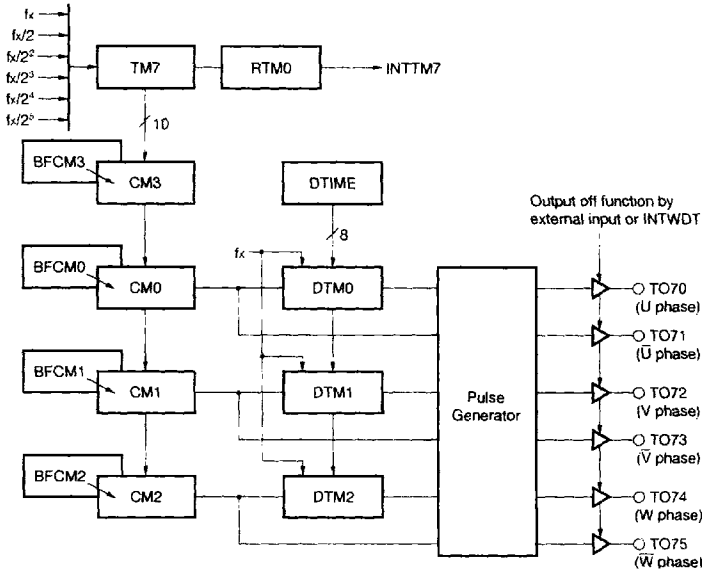 fx
fx/2
fx/2²
fx/2³
fx/2⁴
fx/2⁵
TM7
RTM0
INTTM7
10
BFCM3
CM3
DTIME
8
fx
BFCM0
CM0
DTM0
BFCM1
CM1
DTM1
BFCM2
CM2
DTM2
Pulse
Generator
Output off function by
external input or INTWDT
TO70
(U phase)
TO71
(U̅ phase)
TO72
(V phase)
TO73
(V̅ phase)
TO74
(W phase)
TO75
(W̅ phase)